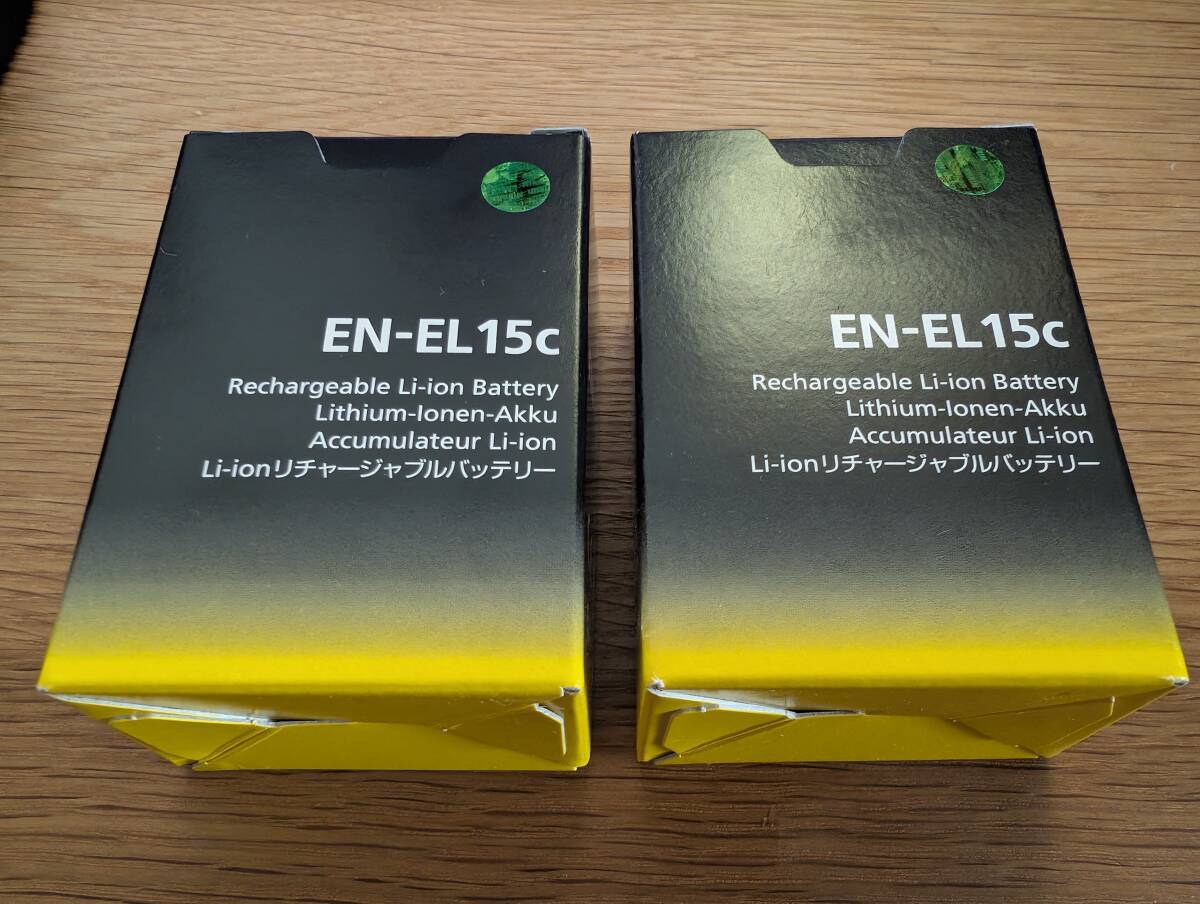 EN-EL15c
Rechargeable Li-ion Battery
Lithium-Ionen-Akku
Accumulateur Li-ion
Li-ionリチャージャブルバッテリー
EN-EL15c
Rechargeable Li-ion Battery
Lithium-Ionen-Akku
Accumulateur Li-ion
Li-ionリチャージャブルバッテリー